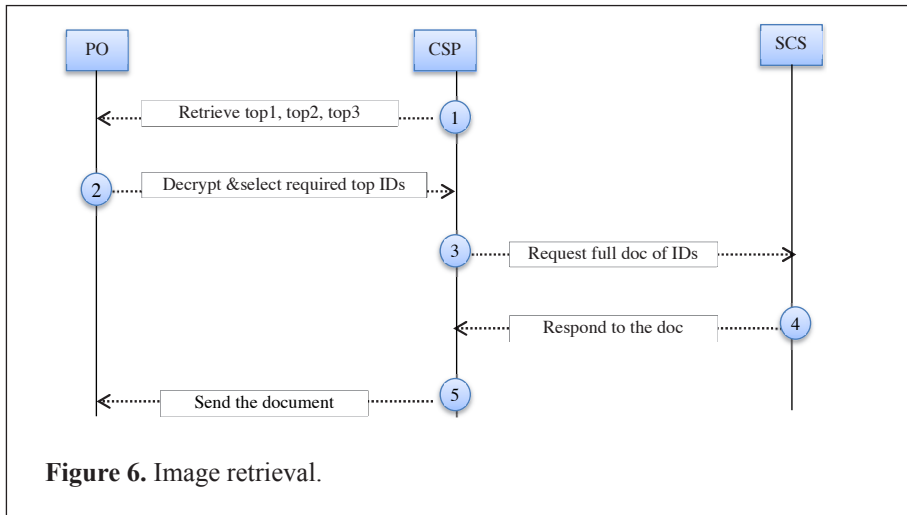 PO
CSP
SCS
Retrieve top1, top2, top3
1
2
Decrypt &select required top IDs
3
Request full doc of IDs
Respond to the doc
4
Send the document
5
Figure 6. Image retrieval.